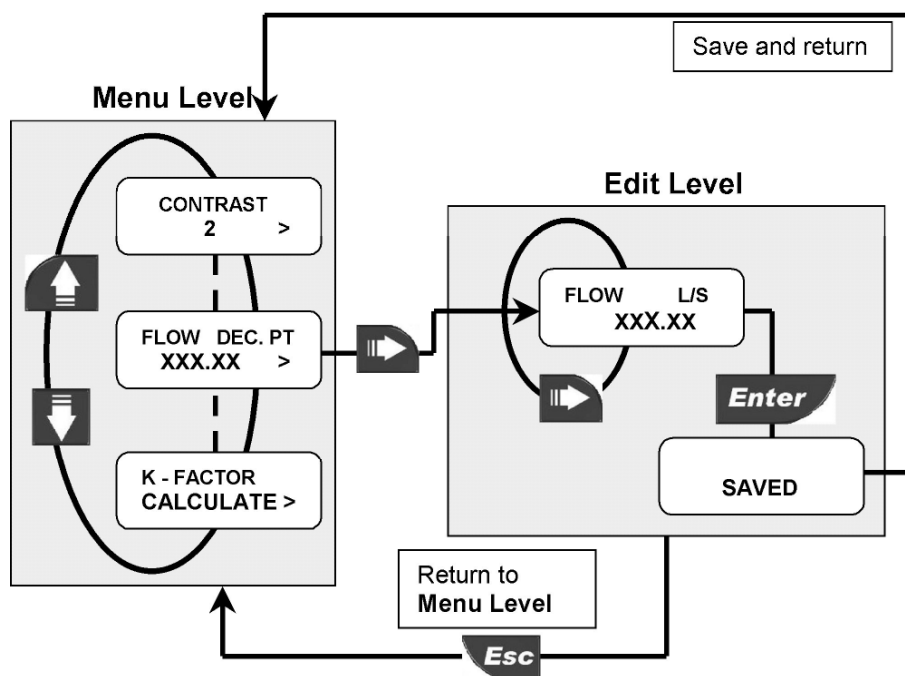 Save and return
Menu Level
CONTRAST
2 >
FLOW DEC. PT
XXX.XX >
K - FACTOR
CALCULATE >
Edit Level
FLOW L/S
XXX.XX
Enter
SAVED
Return to
Menu Level
Esc